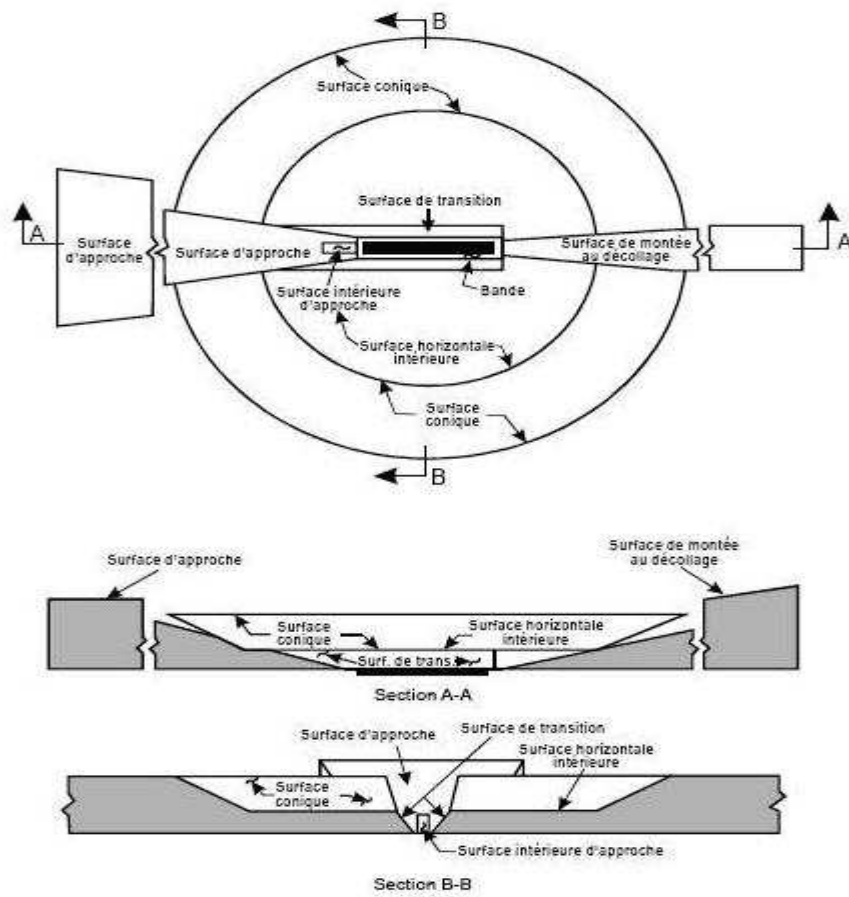 B
Surface conique
Surface de transition
A
Surface
d'approche
Surface d'approche
Surface de montée
au décollage
A
Surface intérieure
d'approche
Bande
Surface horizontale
intérieure
Surface
conique
B
Surface d'approche
Surface de montée
au décollage
Surface
conique
Surface horizontale
intérieure
Surf. de trans.
Section A-A
Surface d'approche
Surface de transition
Surface horizontale
intérieure
Surface
conique
Surface intérieure d'approche
Section B-B